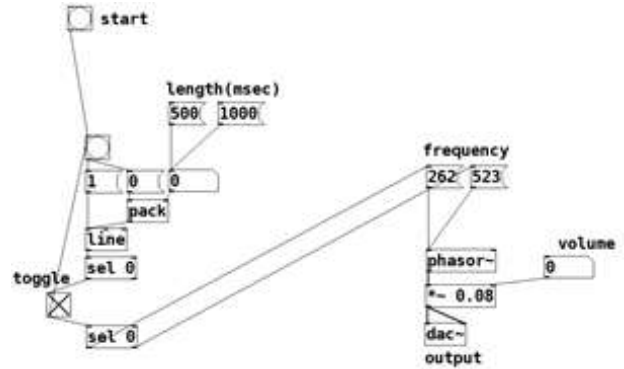 start
length(msec)
500 1000
frequency
1 0 0
262 523
pack
line
volume
phasor~
sel 0
0
toggle
*~ 0.08
sel 0
dac~
output